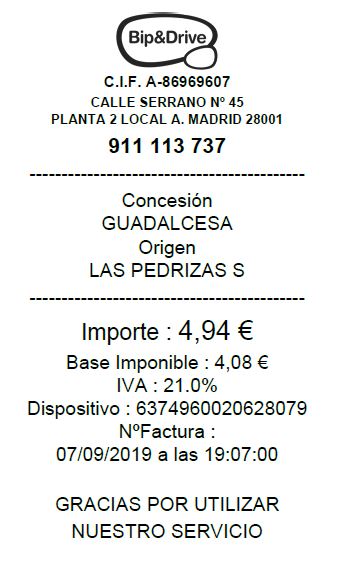 Bip&Drive
C.I.F. A-86969607
CALLE SERRANO Nº 45
PLANTA 2 LOCAL A. MADRID 28001
911 113 737
-------------------------------------------
Concesión
GUADALCESA
Origen
LAS PEDRIZAS S
-------------------------------------------
Importe : 4,94 €
Base Imponible : 4,08 €
IVA : 21.0%
Dispositivo : 6374960020628079
NºFactura :
07/09/2019 a las 19:07:00
GRACIAS POR UTILIZAR
NUESTRO SERVICIO